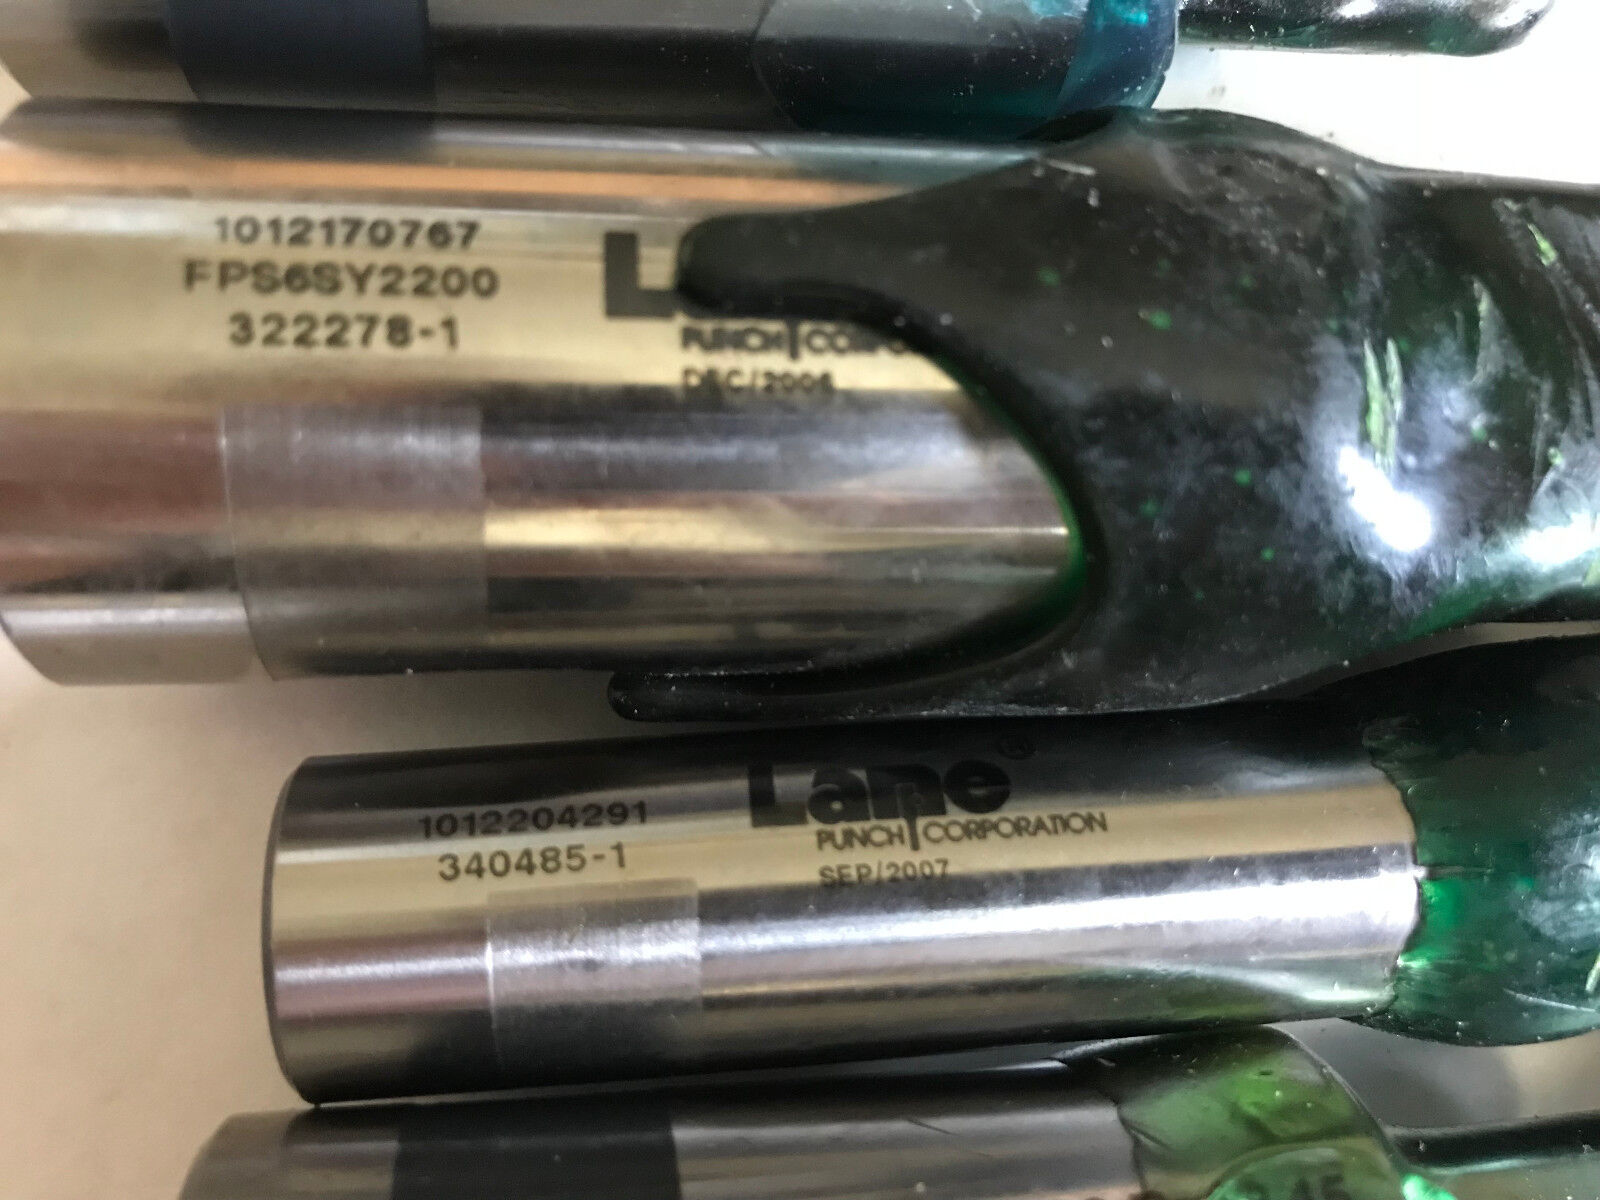 1012170767
FPS6SY2200
322278-1
PUNCH
DEC/2006
1012204291
340485-1
Lane®
PUNCH CORPORATION
SEP/2007